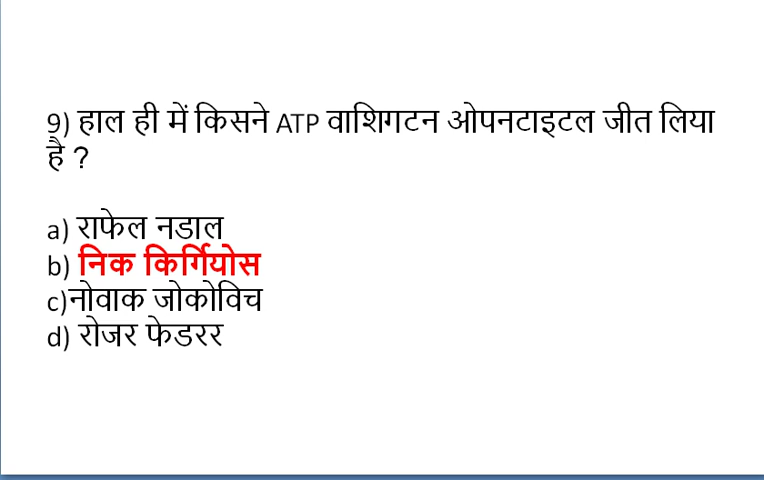 9) हाल ही में किसने ATP वाशिगटन ओपनटाइटल जीत लिया
है ?
a) राफेल नडाल
b) निक किर्गियोस
c)नोवाक जोकोविच
d) रोजर फेडरर